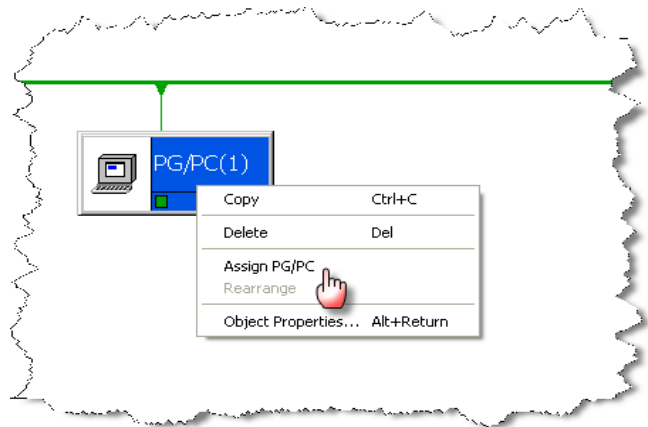 PG/PC(1)
Copy Ctrl+C
Delete Del
Assign PG/PC
Rearrange
Object Properties... Alt+Return